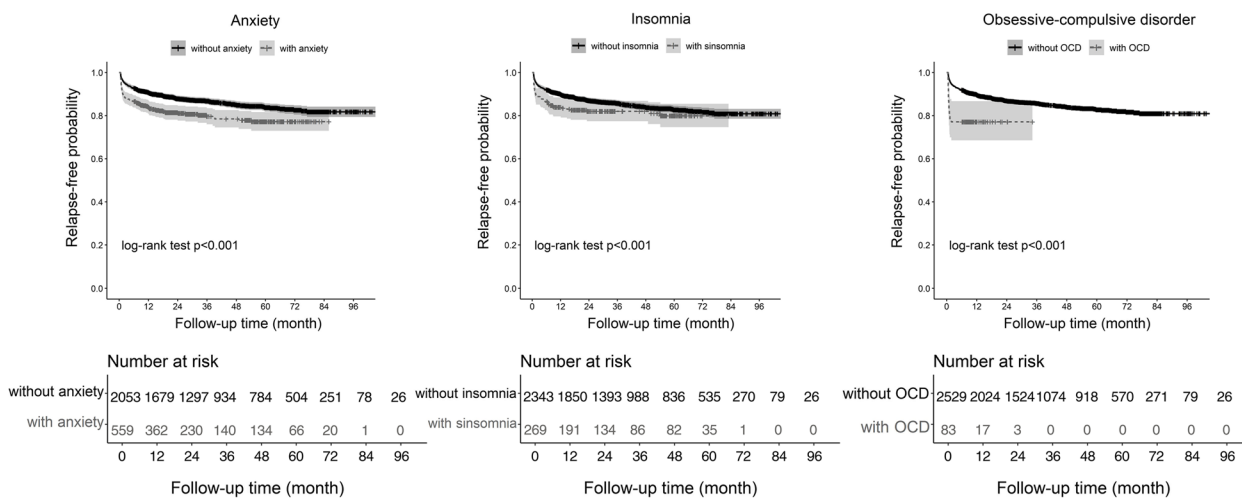 Anxiety
without anxiety with anxiety
Relapse-free probability
1.0
0.8
0.6
0.4
0.2
0.0
log-rank test p<0.001
0 12 24 36 48 60 72 84 96
Follow-up time (month)
Number at risk
without anxiety 2053 1679 1297 934 784 504 251 78 26
with anxiety 559 362 230 140 134 66 20 1 0
0 12 24 36 48 60 72 84 96
Follow-up time (month)
Insomnia
without insomnia with sinsomnia
Relapse-free probability
1.0
0.8
0.6
0.4
0.2
0.0
log-rank test p<0.001
0 12 24 36 48 60 72 84 96
Follow-up time (month)
Number at risk
without insomnia 2343 1850 1393 988 836 535 270 79 26
with sinsomnia 269 191 134 86 82 35 1 0 0
0 12 24 36 48 60 72 84 96
Follow-up time (month)
Obsessive-compulsive disorder
without OCD with OCD
Relapse-free probability
1.0
0.8
0.6
0.4
0.2
0.0
log-rank test p<0.001
0 12 24 36 48 60 72 84 96
Follow-up time (month)
Number at risk
without OCD 2529 2024 1524 1074 918 570 271 79 26
with OCD 83 17 3 0 0 0 0 0 0
0 12 24 36 48 60 72 84 96
Follow-up time (month)